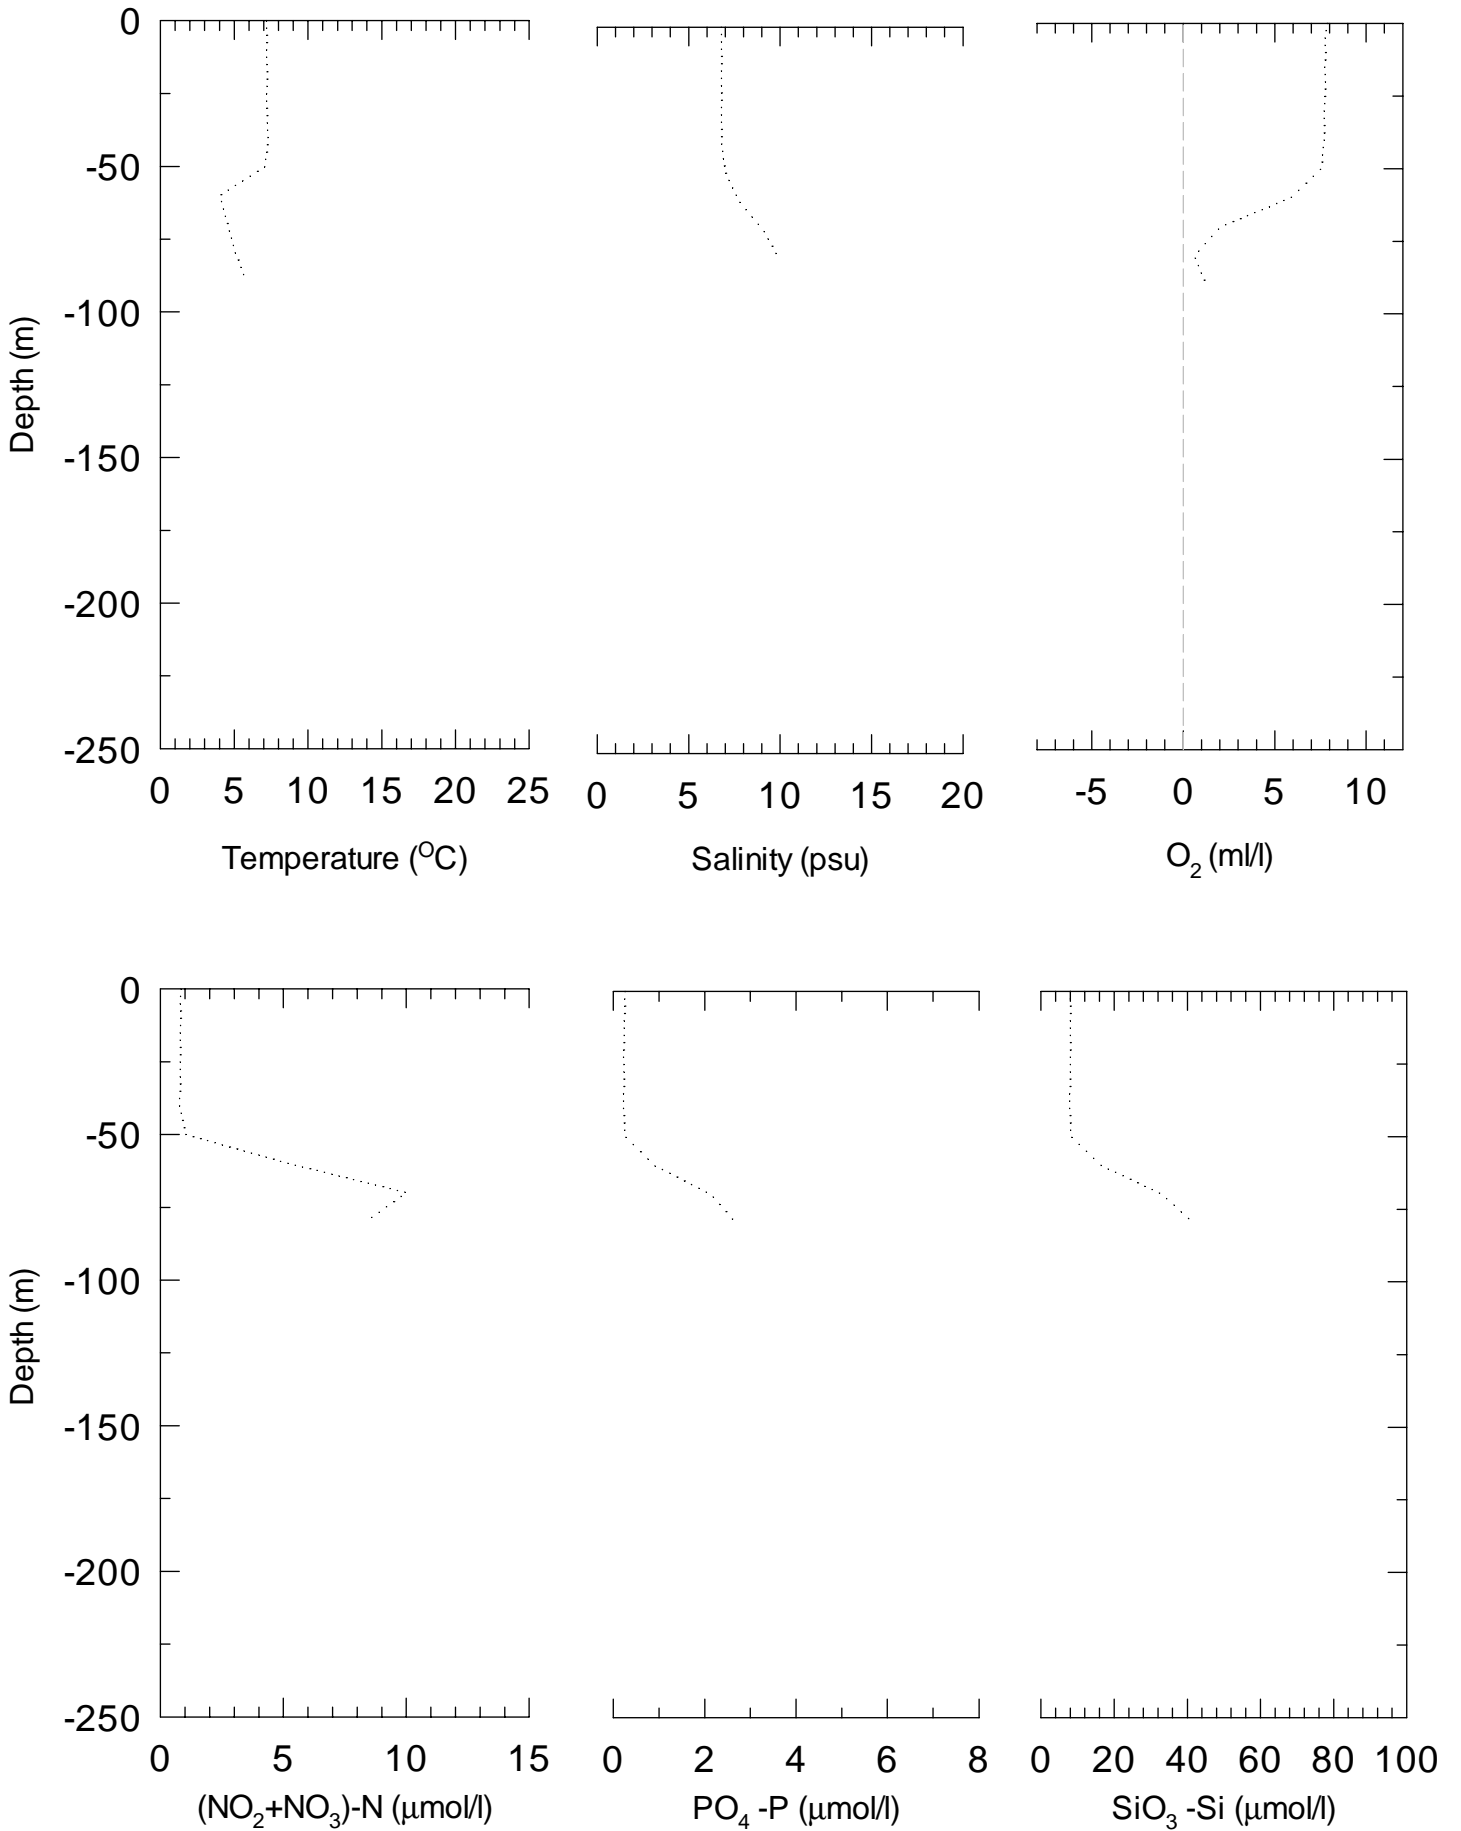 0
-50
-100
-150
-200
-250
Depth (m)
0 5 10 15 20 25
Temperature (ᴼC)
0 5 10 15 20
Salinity (psu)
-5 0 5 10
O₂ (ml/l)
0
-50
-100
-150
-200
-250
Depth (m)
0 5 10 15
(NO₂+NO₃)-N (μmol/l)
0 2 4 6 8
PO₄ -P (μmol/l)
0 20 40 60 80 100
SiO₃ -Si (μmol/l)